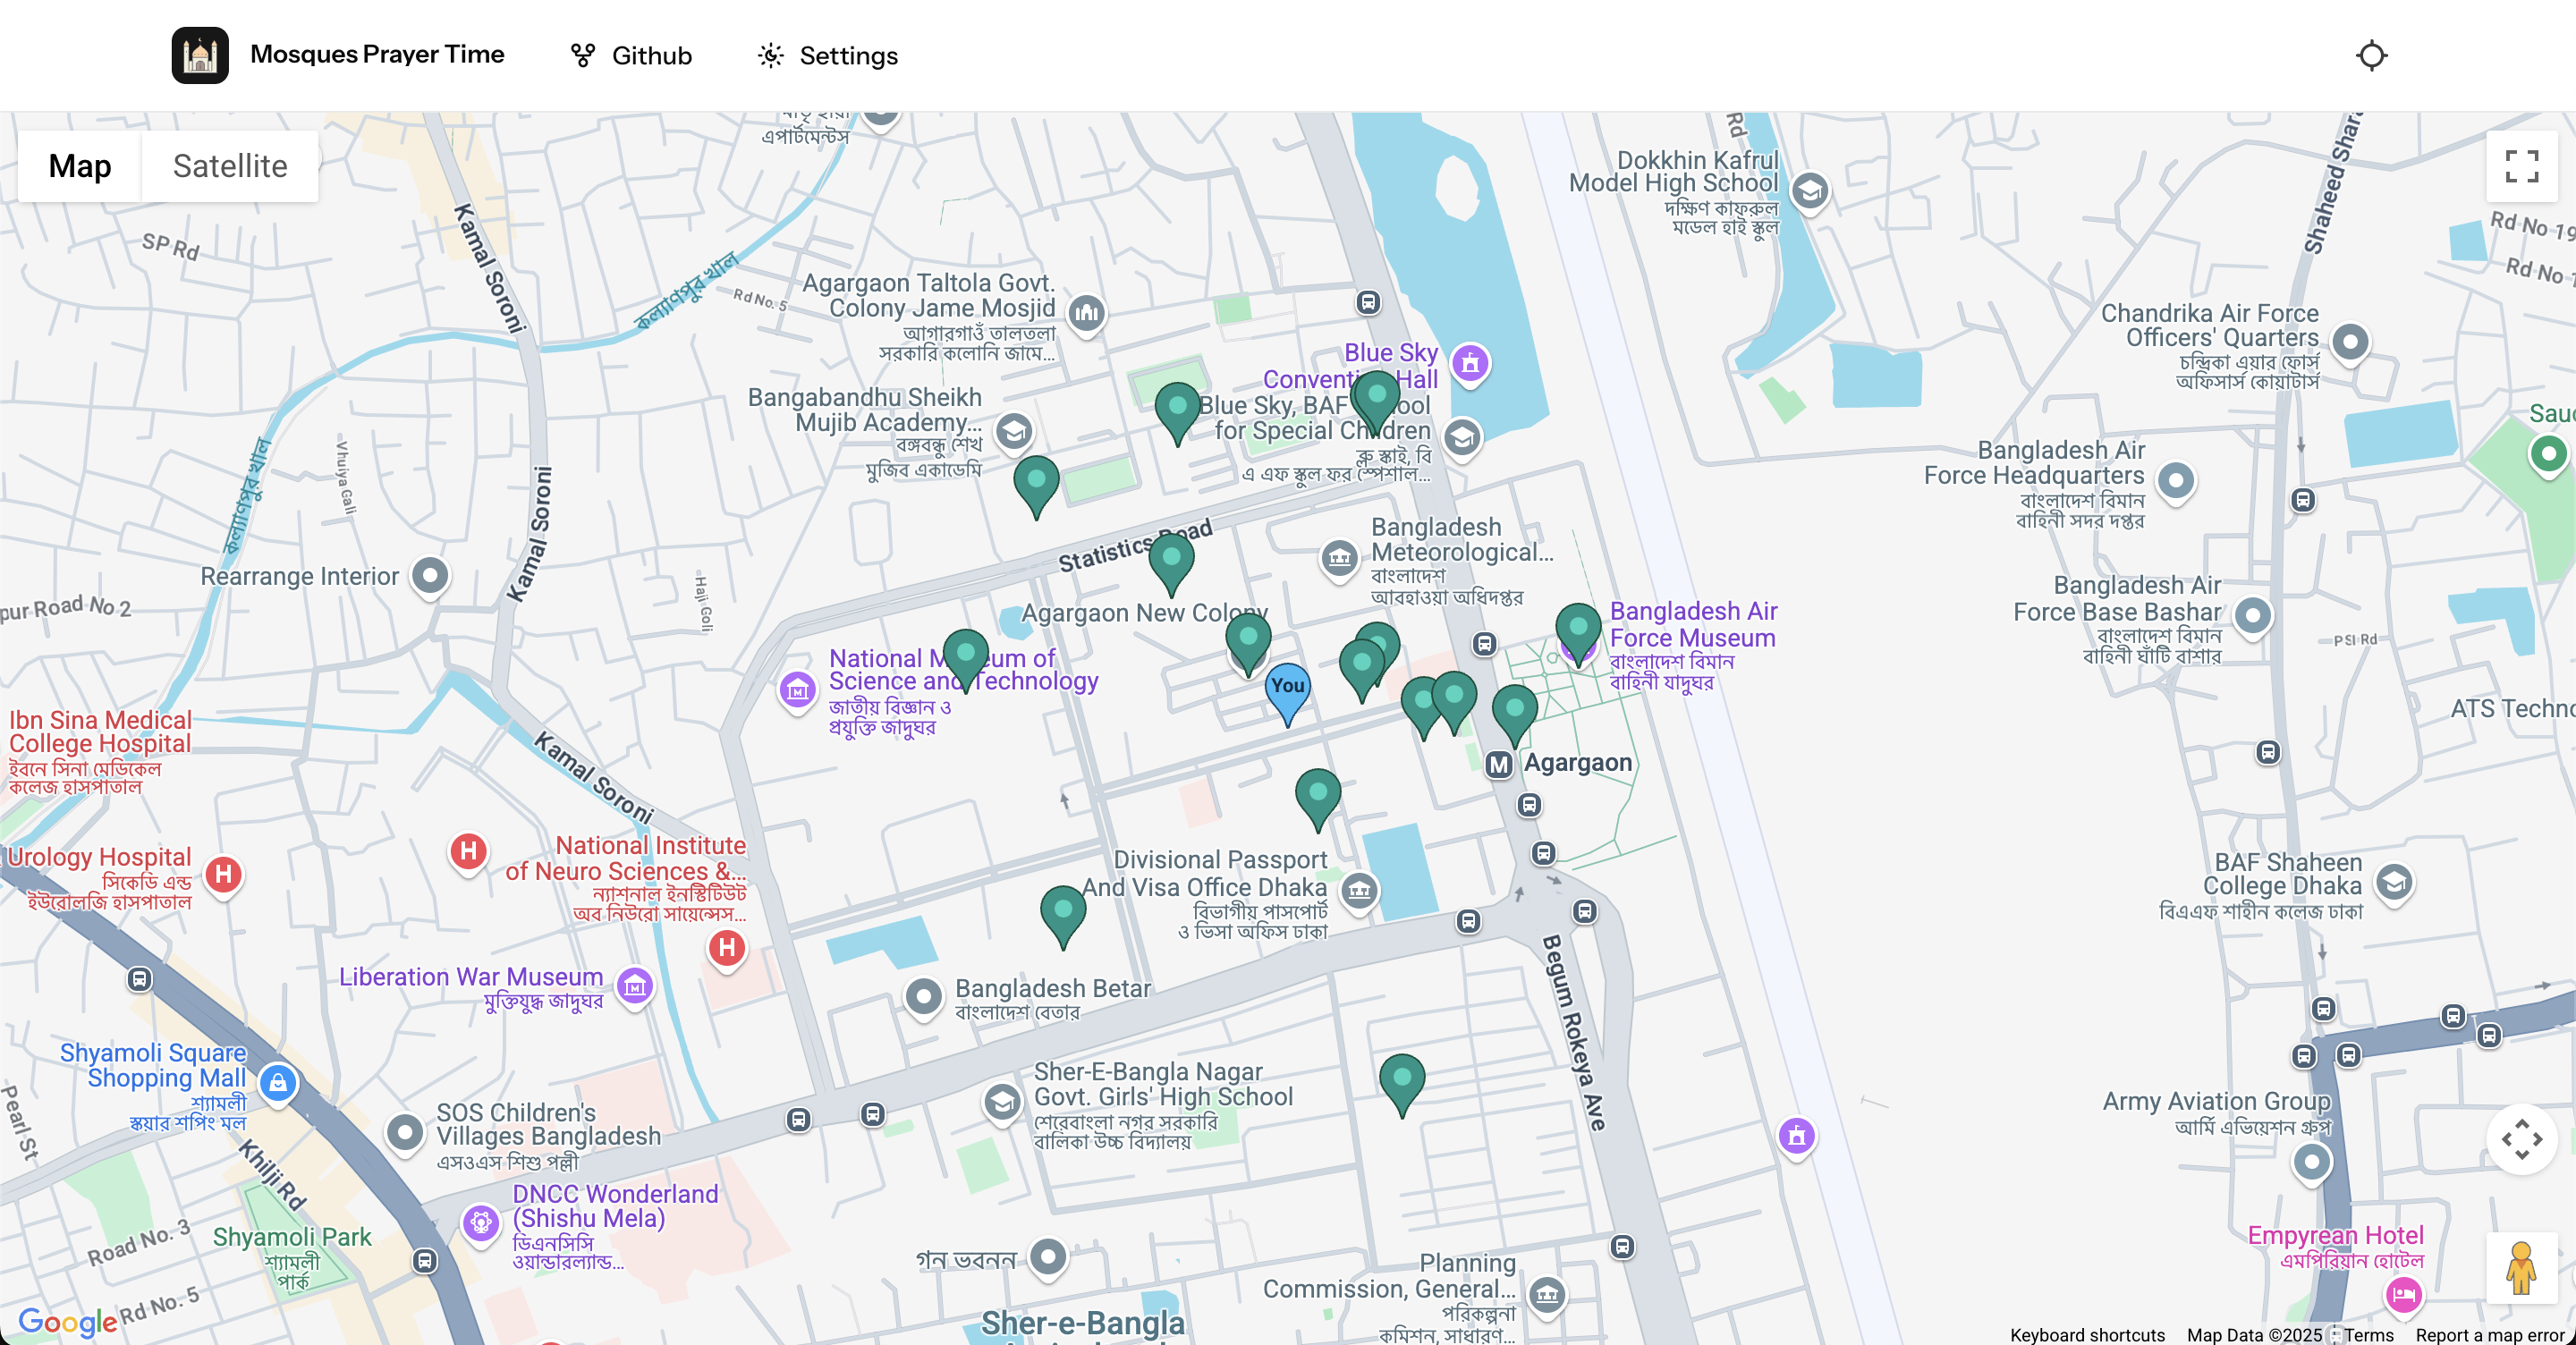 Mosques Prayer Time
Github
Settings
Map
Satellite
এপার্টমেন্টস
Rd
Dokkhin Kafrul
Model High School
দক্ষিণ কাফরুল
মডেল হাই স্কুল
Kamal Soroni
SP Rd
কল্যাণপুর খাল
Rd No. 5
Agargaon Taltola Govt.
Colony Jame Mosjid
আগারগাঁও তালতলা
সরকারি কলোনি জামে...
Rd No 19
Rd No 1
Chandrika Air Force
Officers' Quarters
চন্দ্রিকা এয়ার ফোর্স
অফিসার্স কোয়ার্টার্স
Blue Sky
Hall
Blue Sky, BAF
for Special Children
ব্লু স্কাই, বি
এ এফ স্কুল ফর স্পেশাল...
Bangabandhu Sheikh
Mujib Academy...
বঙ্গবন্ধু শেখ
মুজিব একাডেমি
Bangladesh Air
Force Headquarters
বাংলাদেশ বিমান
বাহিনী সদর দপ্তর
কল্যাণপুর খাল
Vhuiya Gali
Kamal Soroni
Statistics Road
Bangladesh
Meteorological...
বাংলাদেশ
আবহাওয়া অধিদপ্তর
Rearrange Interior
pur Road No 2
Haji Goli
Agargaon New Colony
Bangladesh Air
Force Museum
বাংলাদেশ বিমান
বাহিনী যাদুঘর
Bangladesh Air
Force Base Bashar
বাংলাদেশ বিমান
বাহিনী ঘাঁটি বাশার
PSI Rd
National Museum of
Science and Technology
জাতীয় বিজ্ঞান ও
প্রযুক্তি জাদুঘর
You
Ibn Sina Medical
College Hospital
ইবনে সিনা মেডিকেল
কলেজ হাসপাতাল
Kamal Soroni
M Agargaon
ATS Techno
Urology Hospital
সিকেডি এন্ড
ইউরোলজি হাসপাতাল
H
H
National Institute
of Neuro Sciences &...
ন্যাশনাল ইনস্টিটিউট
অব নিউরো সায়েন্সেস...
H
Divisional Passport
And Visa Office Dhaka
বিভাগীয় পাসপোর্ট
ও ভিসা অফিস ঢাকা
BAF Shaheen
College Dhaka
বিএএফ শাহীন কলেজ ঢাকা
Liberation War Museum
মুক্তিযুদ্ধ জাদুঘর
Bangladesh Betar
বাংলাদেশ বেতার
Begum Rokeya Ave
Shyamoli Square
Shopping Mall
শ্যামলী
স্কয়ার শপিং মল
Pearl St
SOS Children's
Villages Bangladesh
এসওএস শিশু পল্লী
Sher-E-Bangla Nagar
Govt. Girls' High School
শেরেবাংলা নগর সরকারি
বালিকা উচ্চ বিদ্যালয়
Army Aviation Group
আর্মি এভিয়েশন গ্রুপ
Khilji Rd
Road No. 3
Shyamoli Park
শ্যামলী
পার্ক
Rd No. 5
DNCC Wonderland
(Shishu Mela)
ডিএনসিসি
ওয়ান্ডারল্যান্ড...
গন ভবনন
Planning
Commission, General...
পরিকল্পনা
কমিশন, সাধারণ...
Empyrean Hotel
এমপিরিয়ান হোটেল
Sher-e-Bangla
Google
Keyboard shortcuts
Map Data ©2025
Terms
Report a map error